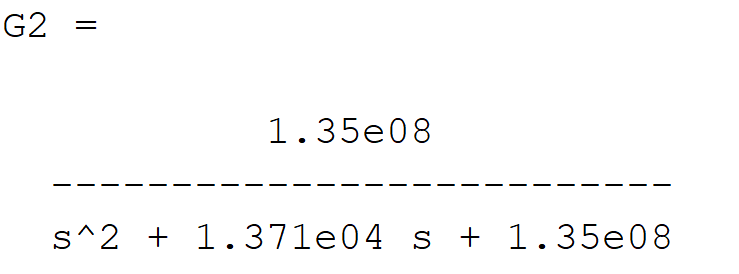 G2 =
1.35e08
--------------------------
s^2 + 1.371e04 s + 1.35e08